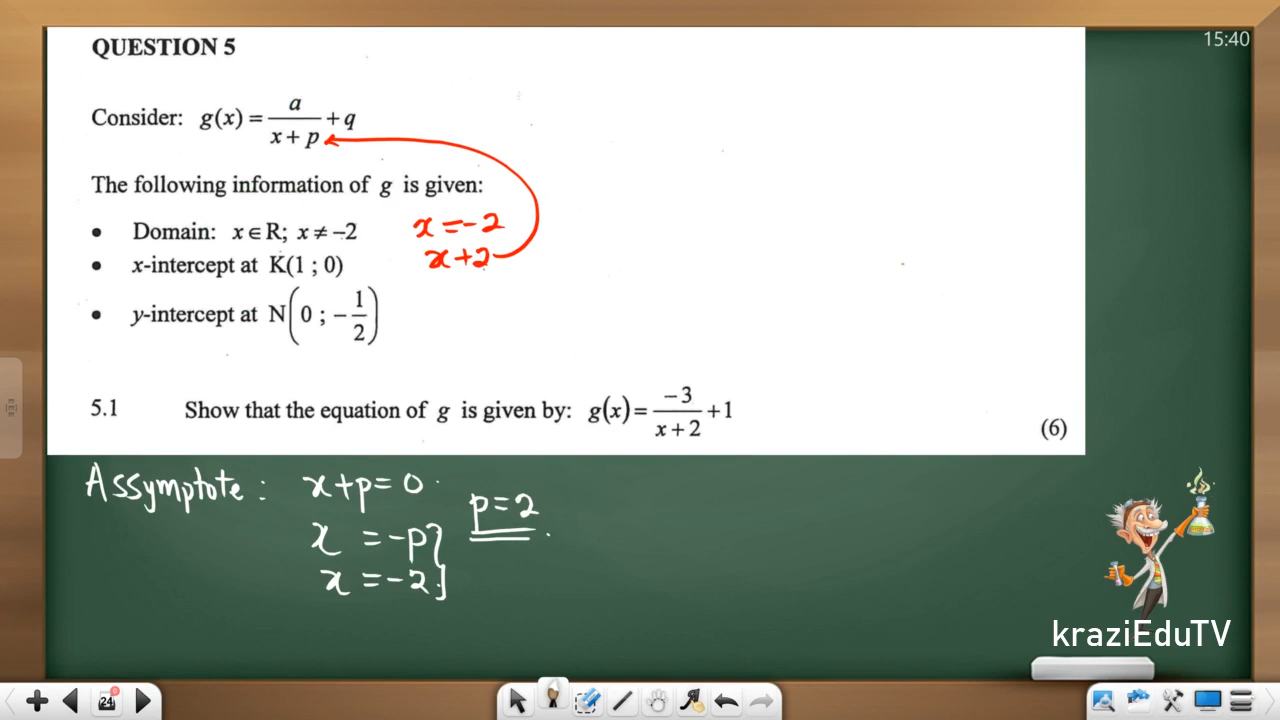 15:40
QUESTION 5
Consider: g(x) = a/(x + p) + q
The following information of g is given:
• Domain: x ∈ R; x ≠ –2
x = -2
• x-intercept at K(1 ; 0)
x + 2
• y-intercept at N(0 ; –1/2)
5.1 Show that the equation of g is given by: g(x) = –3/(x + 2) + 1
(6)
Assymptote : x+p = 0
x = -p
x = -2
p = 2
kraziEduTV
24